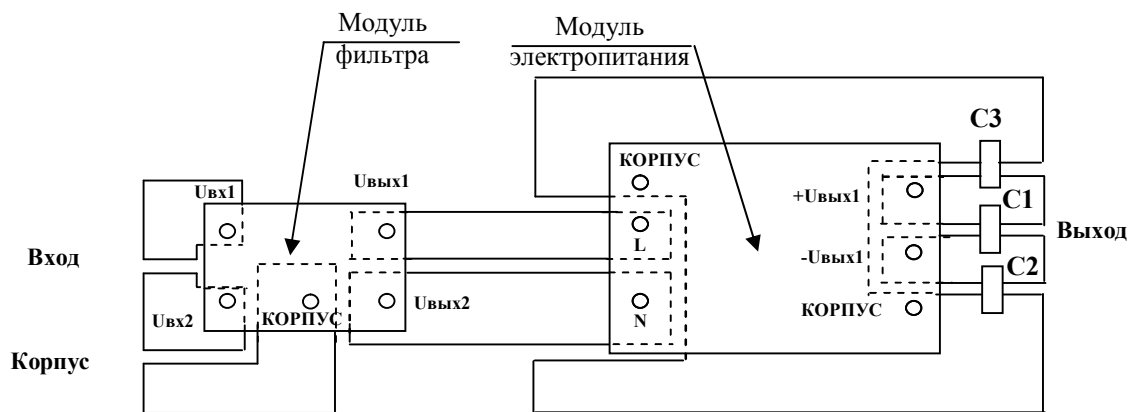 Модуль
фильтра
Модуль
электропитания
C3
КОРПУС
Uвх1
Uвых1
+Uвых1
C1
L
Вход
Выход
-Uвых1
C2
Uвх2
КОРПУС
Uвых2
N
КОРПУС
Корпус